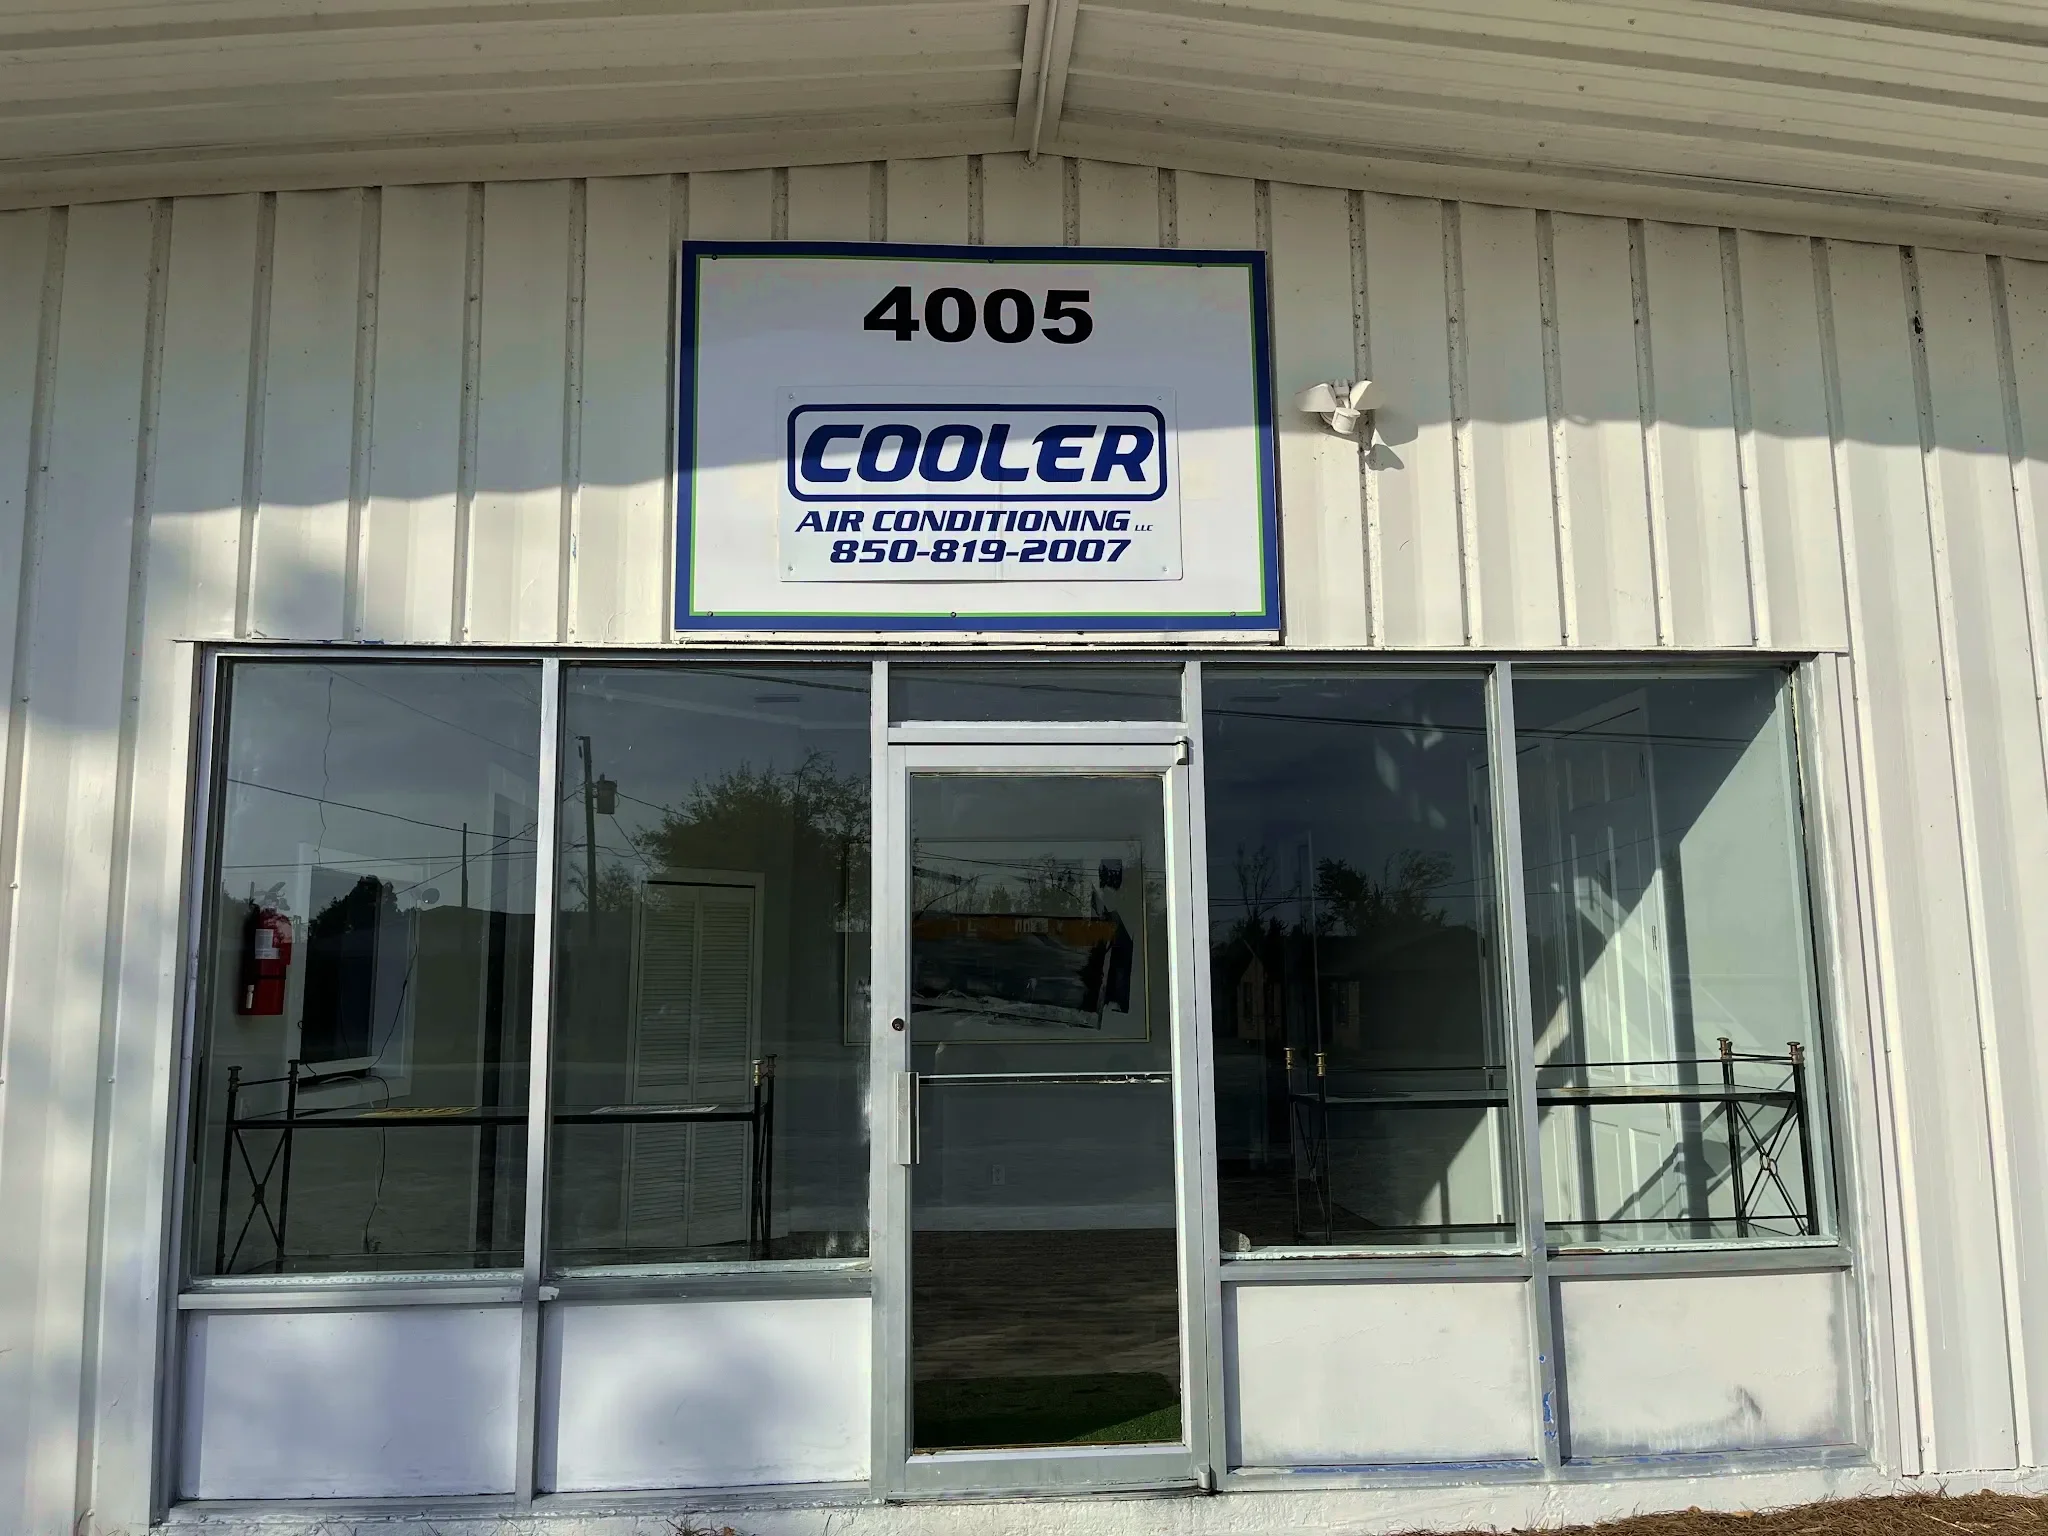 4005
COOLER
AIR CONDITIONING LLC
850-819-2007